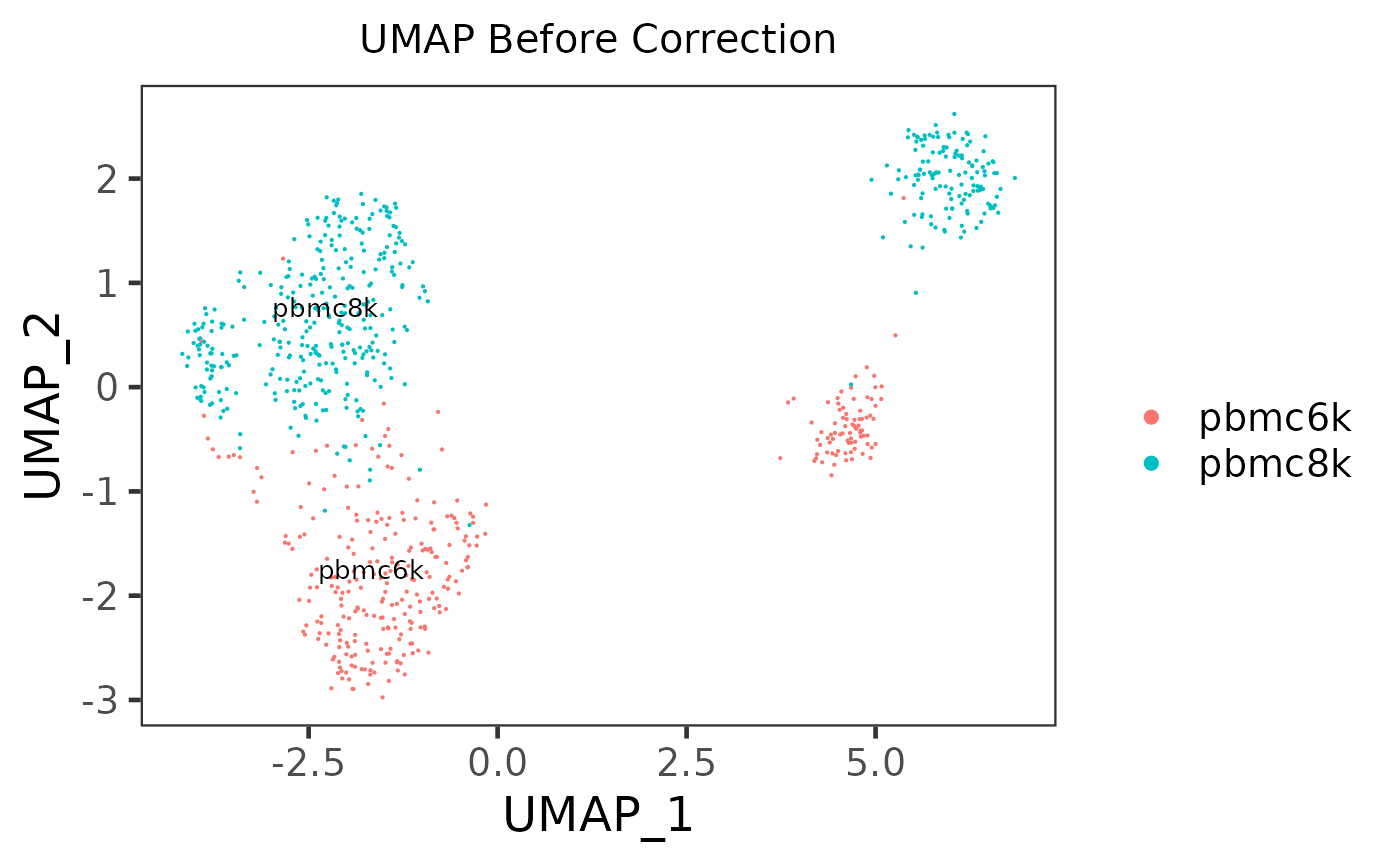 UMAP Before Correction
UMAP_2
2
1
0
-1
-2
-3
pbmc8k
pbmc6k
-2.5 0.0 2.5 5.0
UMAP_1
pbmc6k
pbmc8k